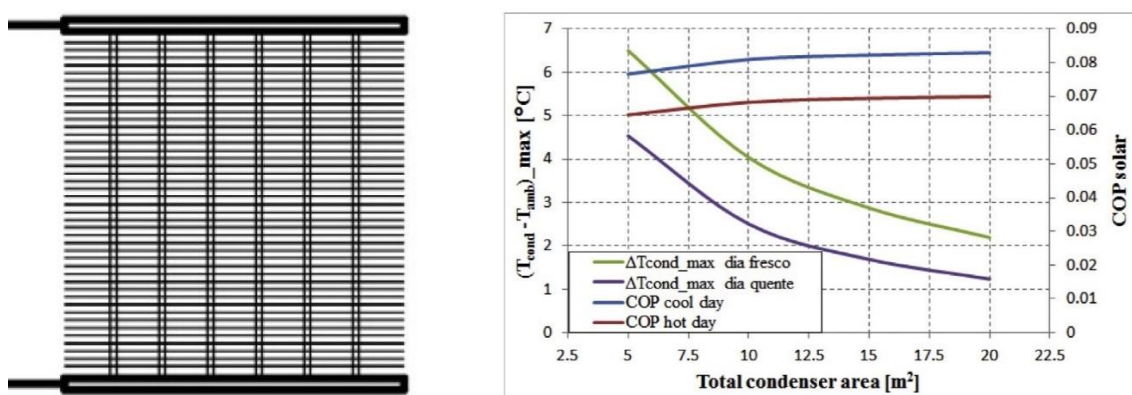 (T_cond - T_amb)_max [°C]
7
6
5
4
3
2
1
0
ΔTcond_max dia fresco
ΔTcond_max dia quente
COP cool day
COP hot day
0.09
0.08
0.07
0.06
0.05
0.04
0.03
0.02
0.01
0
COP solar
2.5 5 7.5 10 12.5 15 17.5 20 22.5
Total condenser area [m²]